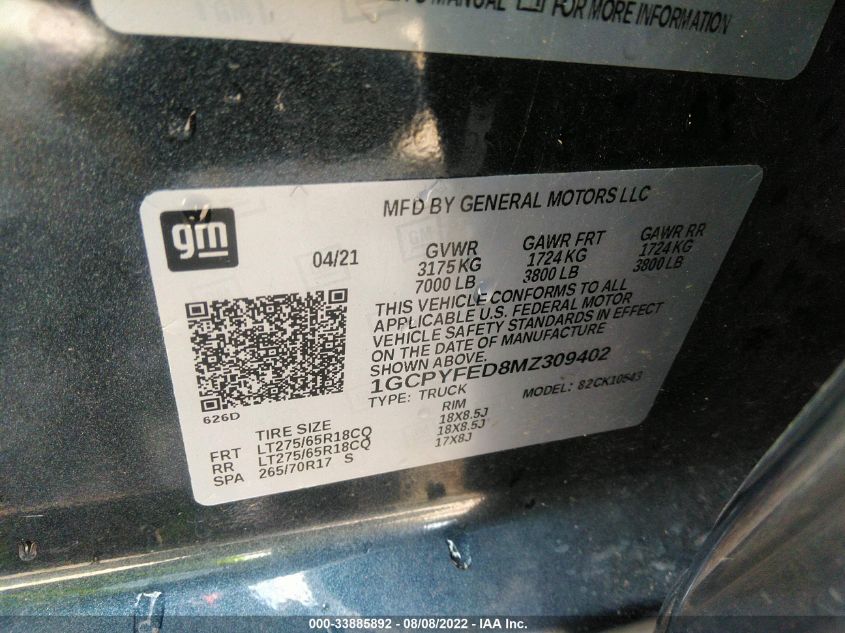 MANUAL FOR MORE INFORMATION
MFD BY GENERAL MOTORS LLC
gm
04/21
GVWR GAWR FRT GAWR RR
3175 KG 1724 KG 1724 KG
7000 LB 3800 LB 3800 LB
THIS VEHICLE CONFORMS TO ALL
APPLICABLE U.S. FEDERAL MOTOR
VEHICLE SAFETY STANDARDS IN EFFECT
ON THE DATE OF MANUFACTURE
SHOWN ABOVE.
1GCPYFED8MZ309402
TYPE: TRUCK MODEL: 82CK10543
626D
TIRE SIZE RIM
FRT LT275/65R18CQ 18X8.5J
RR LT275/65R18CQ 18X8.5J
SPA 265/70R17 S 17X8J
000-33885892 - 08/08/2022 - IAA Inc.